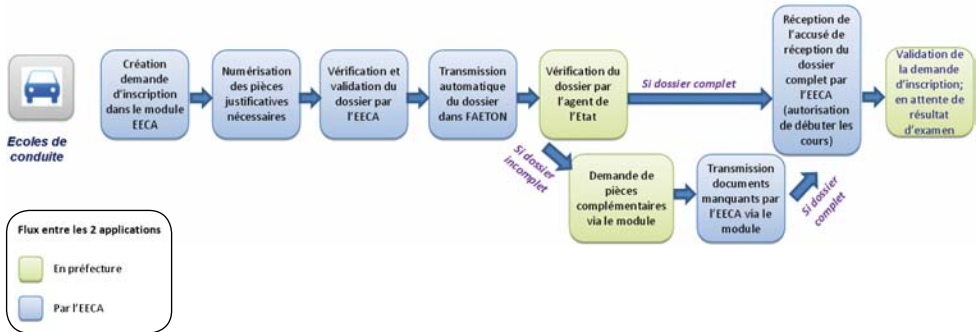 Ecoles de
conduite
Création
demande
d'inscription
dans le module
EECA
Numérisation
des pièces
justificatives
nécessaires
Vérification et
validation du
dossier par
l'EECA
Transmission
automatique
du dossier
dans FAETON
Vérification du
dossier par
l'agent de
l'Etat
Si dossier complet
Réception de
l'accusé de
réception du
dossier
complet par
l'EECA
(autorisation
de débuter les
cours)
Validation de
la demande
d'inscription;
en attente de
résultat
d'examen
Si dossier
incomplet
Demande de
pièces
complémentaires
via le module
Transmission
documents
manquants par
l'EECA via le
module
Si dossier
complet
Flux entre les 2 applications
En préfecture
Par l'EECA